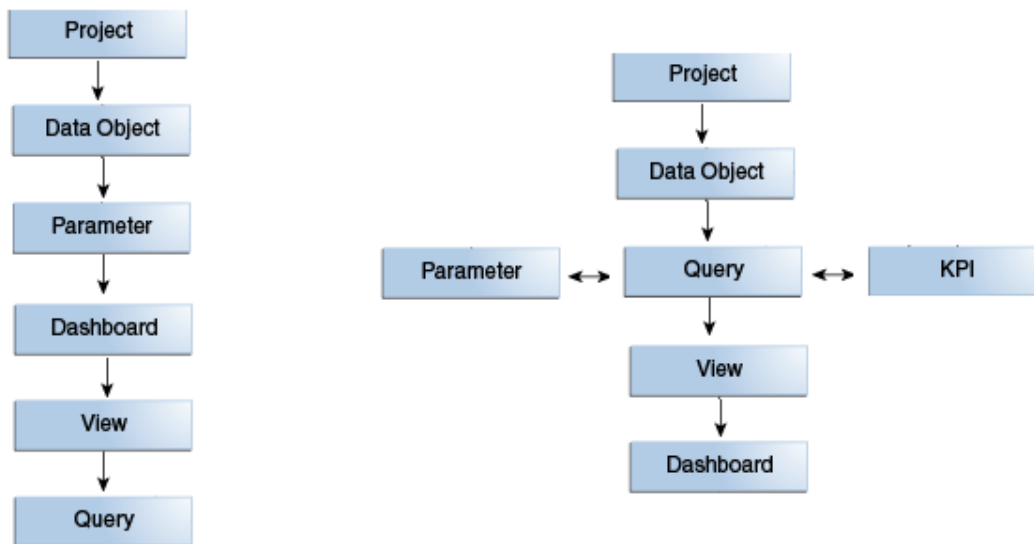 Project
Data Object
Parameter
Dashboard
View
Query
Project
Data Object
Parameter
Query
KPI
View
Dashboard